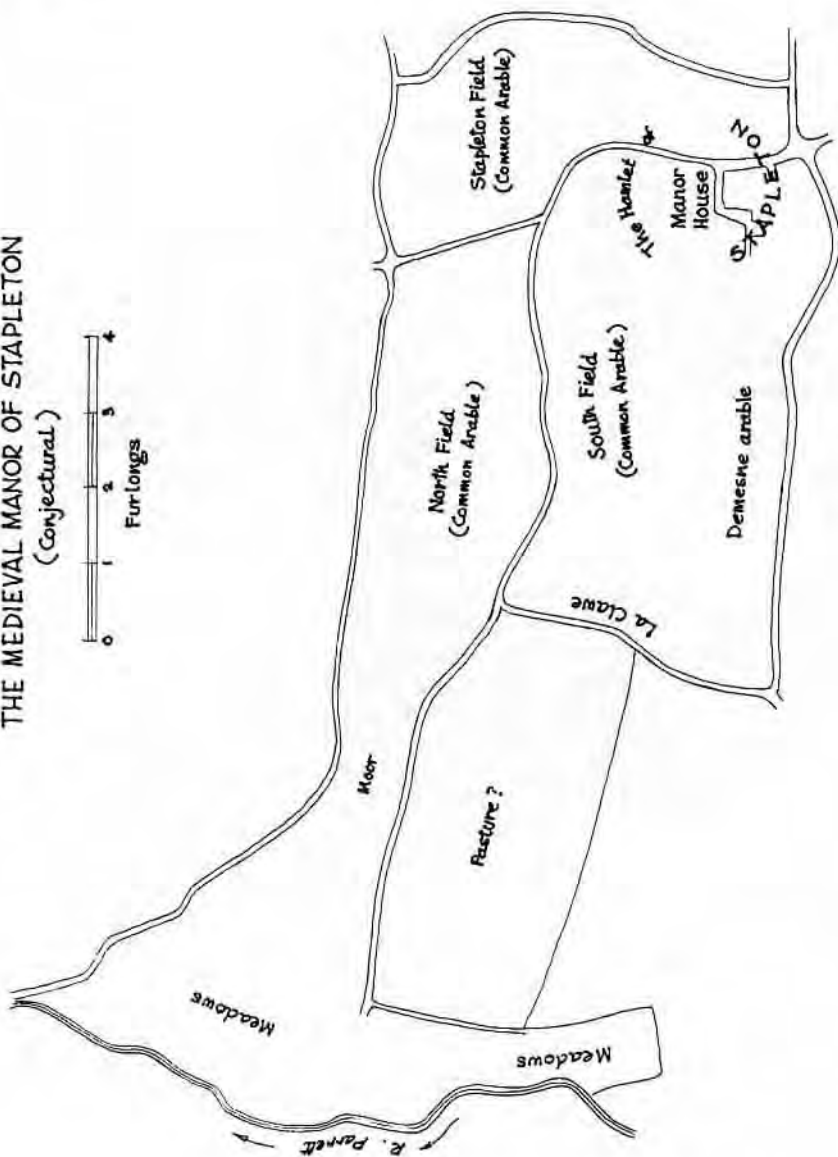 THE MEDIEVAL MANOR OF STAPLETON
(Conjectural)
0 1 2 3 4
Furlongs
Stapleton Field
(Common Arable)
North Field
(Common Arable)
The Hamlet
Manor
House
STAPLETON
South Field
(Common Arable)
Demesne arable
La Clawe
Moor
Pasture?
Meadows
Meadows
R. Parrett